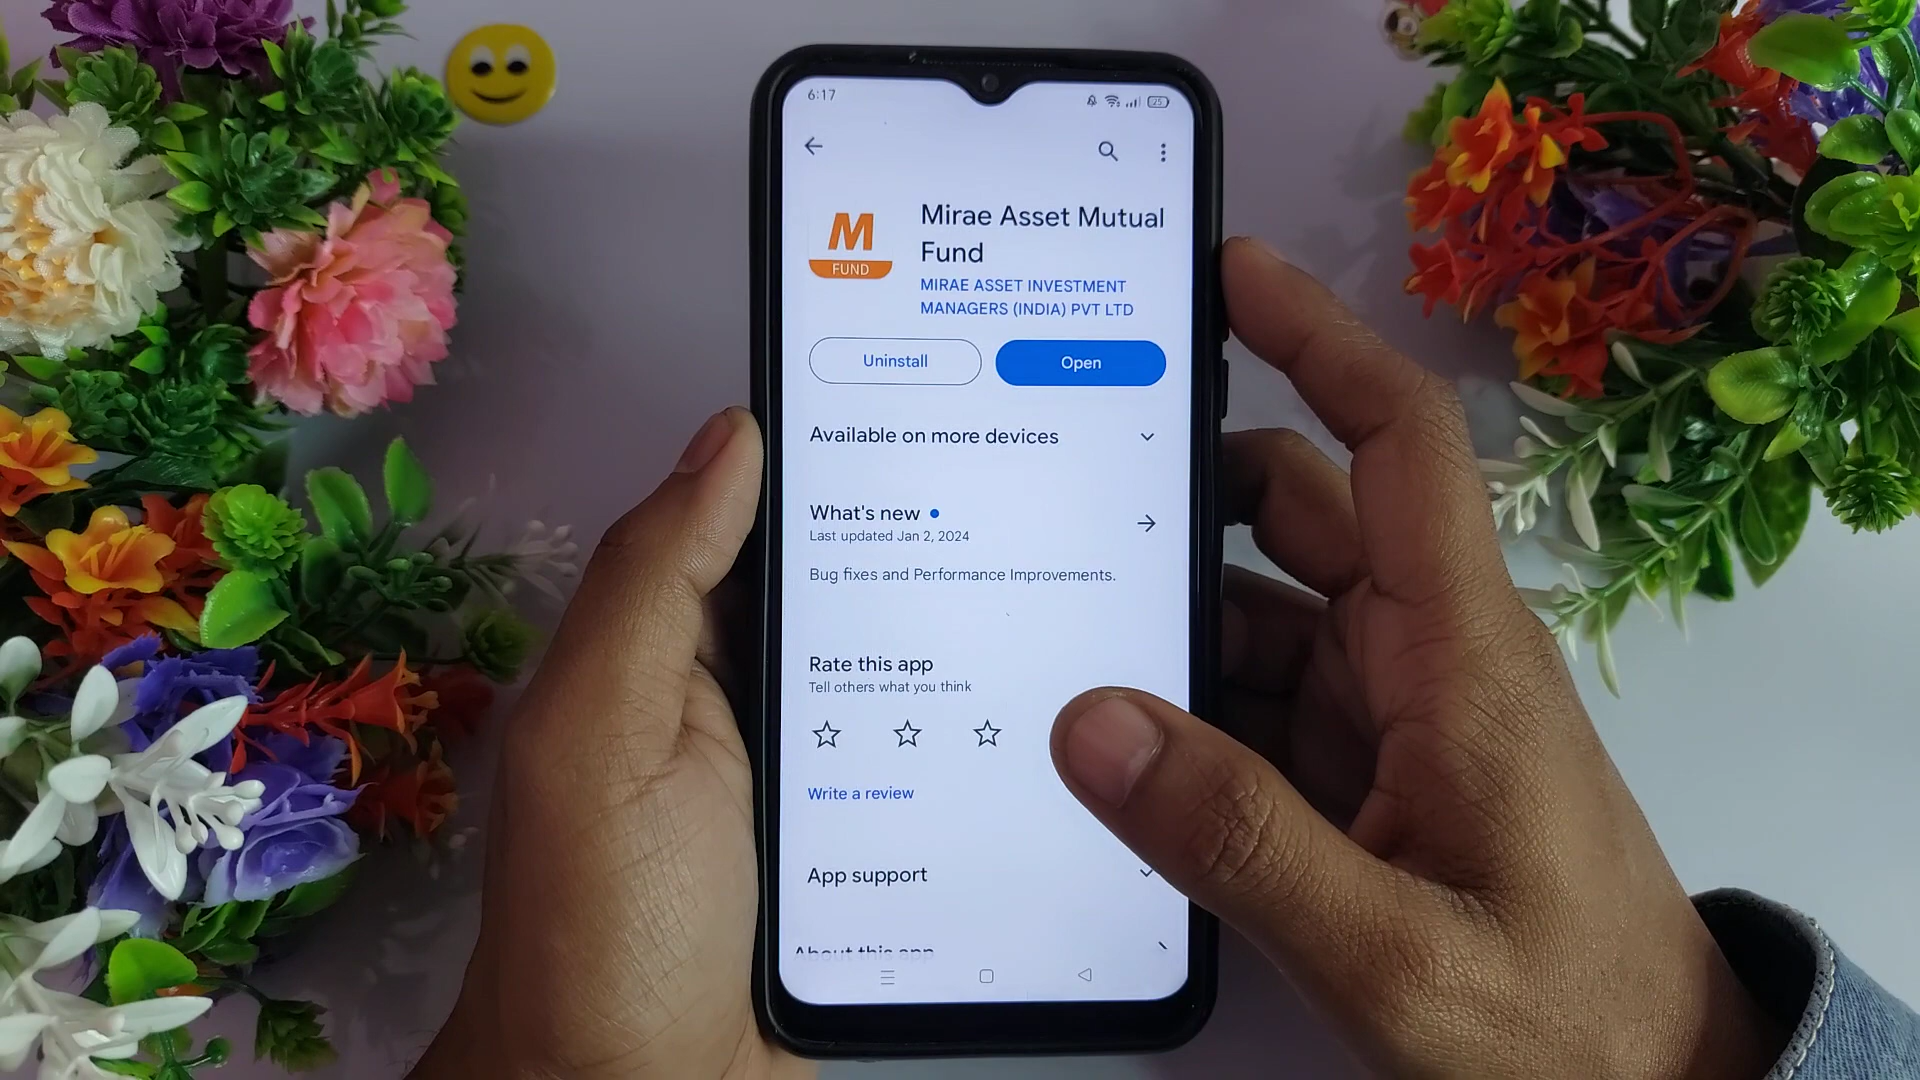 6:17
25
M
FUND
Mirae Asset Mutual
Fund
MIRAE ASSET INVESTMENT
MANAGERS (INDIA) PVT LTD
Uninstall
Open
Available on more devices
What's new
Last updated Jan 2, 2024
Bug fixes and Performance Improvements.
Rate this app
Tell others what you think
Write a review
App support
About this app